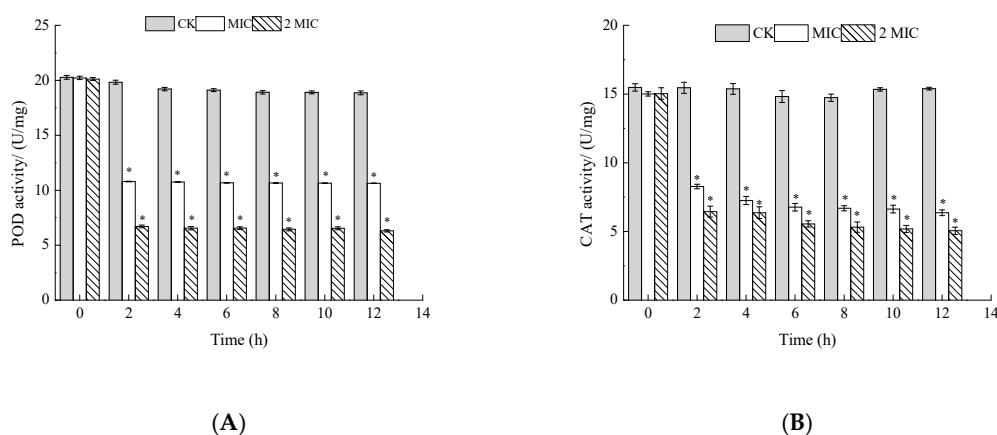 CK MIC 2 MIC
25
20
15
10
5
0
POD activity/ (U/mg)
* * * * * *
* * * * * *
0 2 4 6 8 10 12 14
Time (h)
(A)
CK MIC 2 MIC
20
15
10
5
0
CAT activity/ (U/mg)
* * * * * *
* * * * * *
0 2 4 6 8 10 12 14
Time (h)
(B)